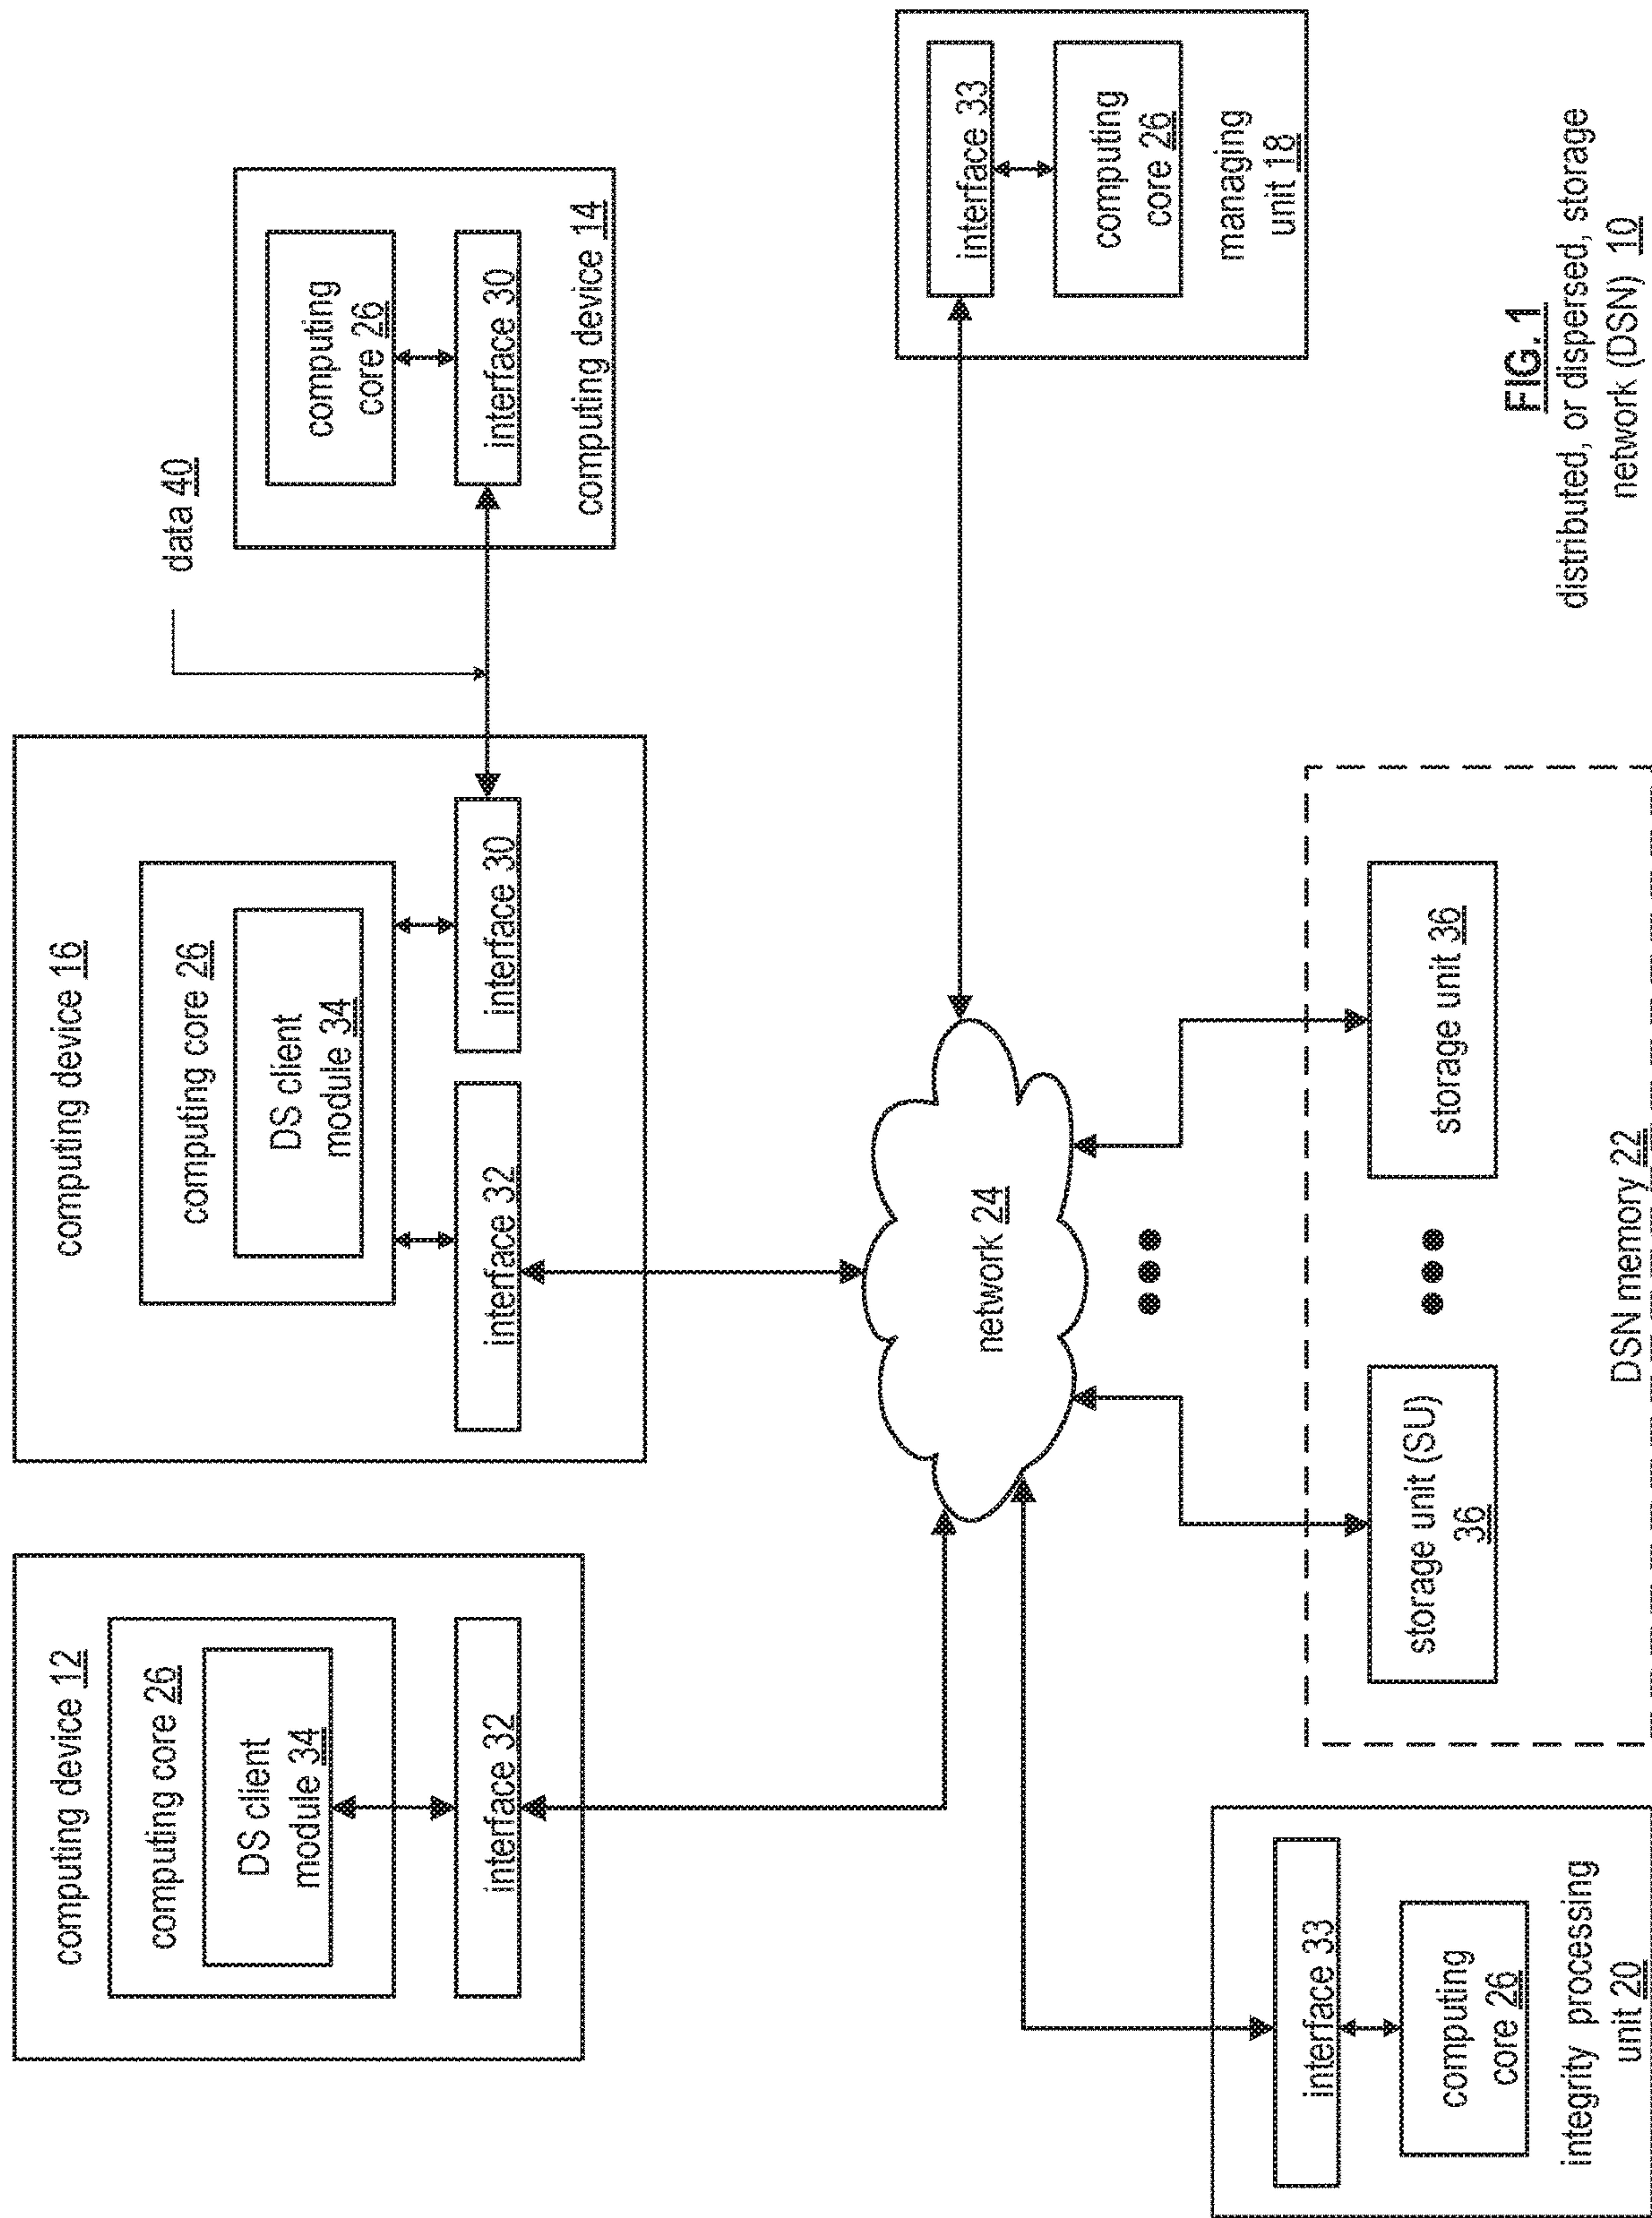 computing device 12
computing core 26
DS client
module 34
interface 32
computing device 16
computing core 26
DS client
module 34
interface 32
interface 30
data 40
computing
core 26
interface 30
computing device 14
network 24
interface 33
computing
core 26
managing
unit 18
interface 33
computing
core 26
integrity processing
unit 20
storage unit (SU)
36
storage unit 36
DSN memory 22
FIG. 1
distributed, or dispersed, storage
network (DSN) 10